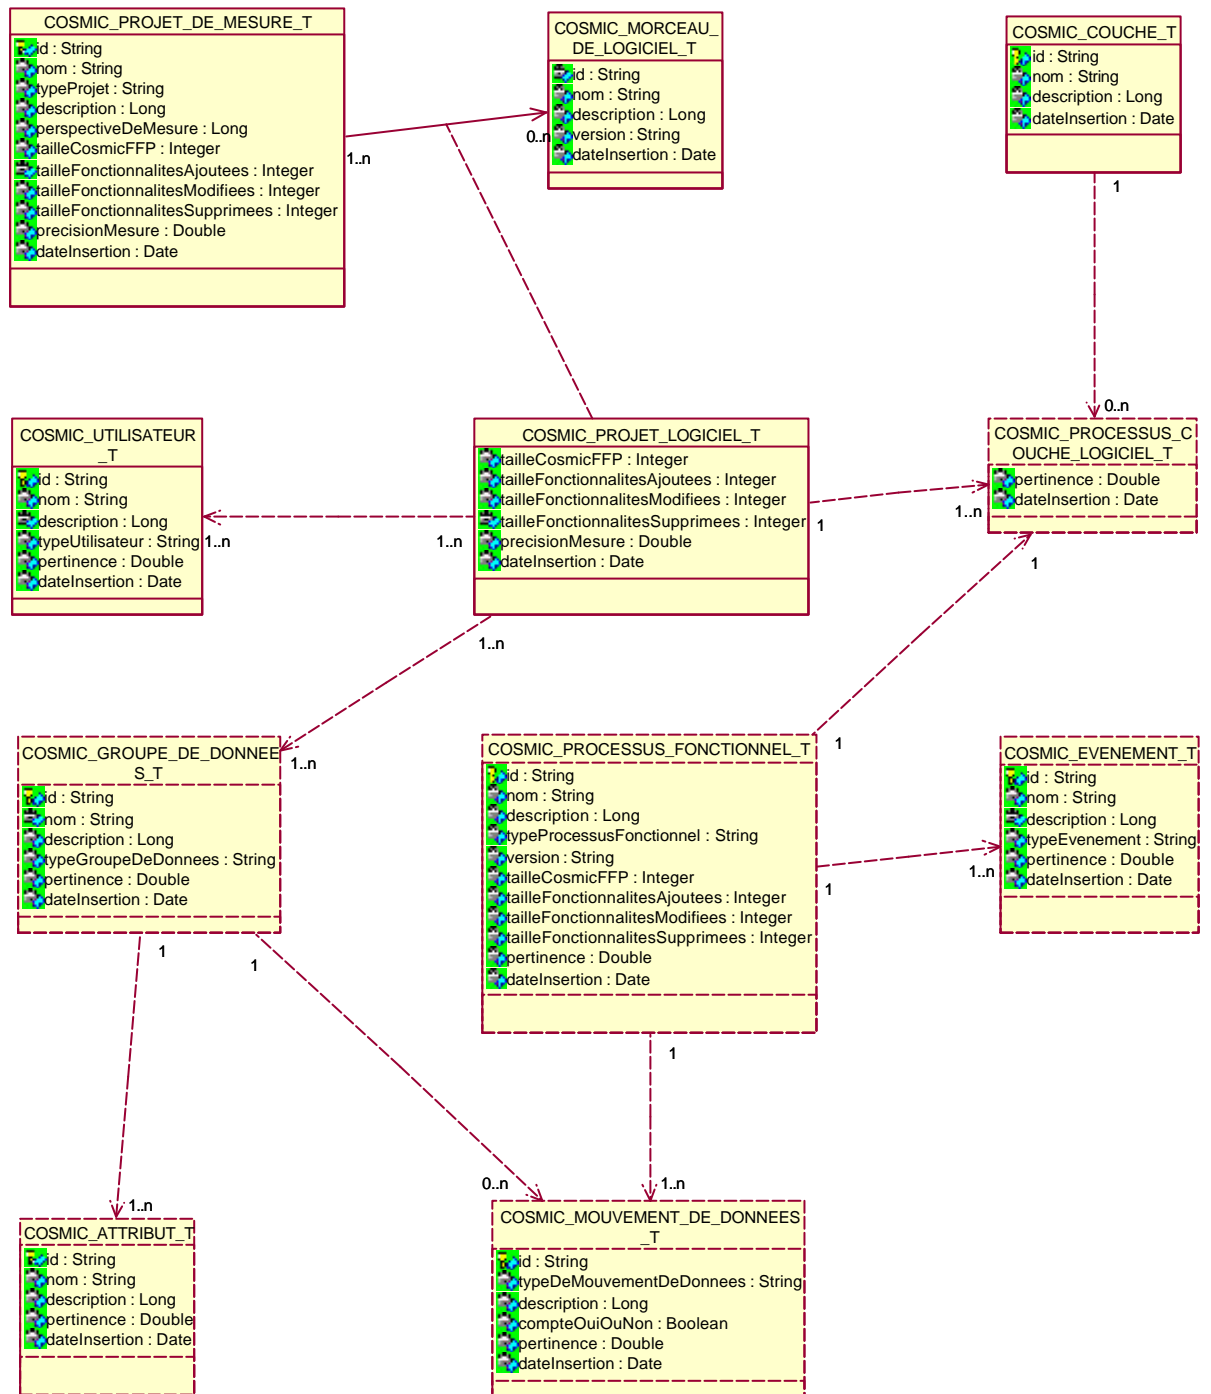 COSMIC_PROJET_DE_MESURE_T
id : String
nom : String
typeProjet : String
description : Long
perspectiveDeMesure : Long
tailleCosmicFFP : Integer
tailleFonctionnalitesAjoutees : Integer
tailleFonctionnalitesModifiees : Integer
tailleFonctionnalitesSupprimees : Integer
precisionMesure : Double
dateInsertion : Date
1..n
0..n
COSMIC_MORCEAU_
DE_LOGICIEL_T
id : String
nom : String
description : Long
version : String
dateInsertion : Date
COSMIC_COUCHE_T
id : String
nom : String
description : Long
dateInsertion : Date
1
0..n
COSMIC_UTILISATEUR
_T
id : String
nom : String
description : Long
typeUtilisateur : String
pertinence : Double
dateInsertion : Date
1..n
1..n
COSMIC_PROJET_LOGICIEL_T
tailleCosmicFFP : Integer
tailleFonctionnalitesAjoutees : Integer
tailleFonctionnalitesModifiees : Integer
tailleFonctionnalitesSupprimees : Integer
precisionMesure : Double
dateInsertion : Date
1
1..n
COSMIC_PROCESSUS_C
OUCHE_LOGICIEL_T
pertinence : Double
dateInsertion : Date
1
1..n
1..n
1
COSMIC_GROUPE_DE_DONNEE
S_T
id : String
nom : String
description : Long
typeGroupeDeDonnees : String
pertinence : Double
dateInsertion : Date
1
1
COSMIC_PROCESSUS_FONCTIONNEL_T
id : String
nom : String
description : Long
typeProcessusFonctionnel : String
version : String
tailleCosmicFFP : Integer
tailleFonctionnalitesAjoutees : Integer
tailleFonctionnalitesModifiees : Integer
tailleFonctionnalitesSupprimees : Integer
pertinence : Double
dateInsertion : Date
1
1..n
1
COSMIC_EVENEMENT_T
id : String
nom : String
description : Long
typeEvenement : String
pertinence : Double
dateInsertion : Date
1..n
0..n
1..n
COSMIC_ATTRIBUT_T
id : String
nom : String
description : Long
pertinence : Double
dateInsertion : Date
COSMIC_MOUVEMENT_DE_DONNEES
_T
id : String
typeDeMouvementDeDonnees : String
description : Long
compteOuiOuNon : Boolean
pertinence : Double
dateInsertion : Date